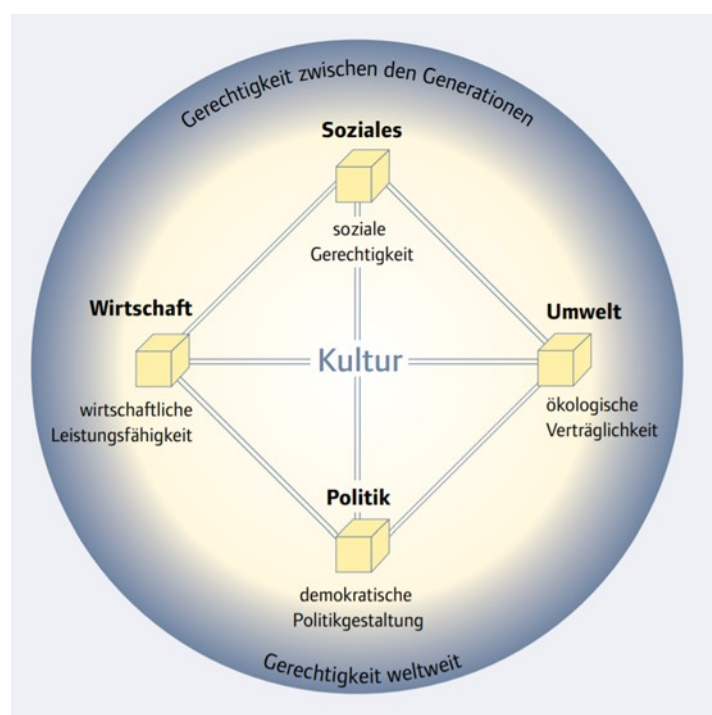 Gerechtigkeit zwischen den Generationen
Soziales
soziale
Gerechtigkeit
Wirtschaft
wirtschaftliche
Leistungsfähigkeit
Kultur
Umwelt
ökologische
Verträglichkeit
Politik
demokratische
Politikgestaltung
Gerechtigkeit weltweit